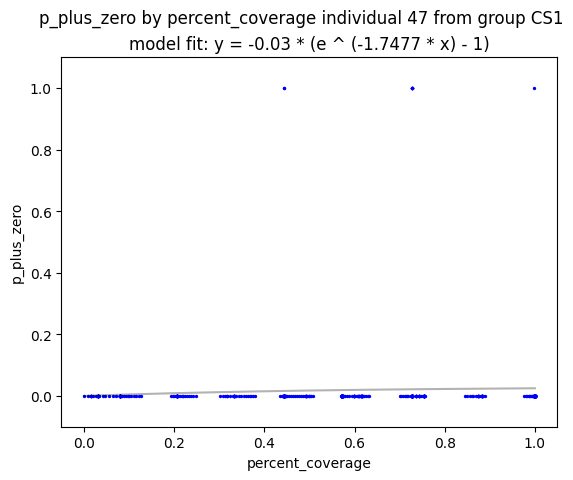 p_plus_zero by percent_coverage individual 47 from group CS1
model fit: y = -0.03 * (e ^ (-1.7477 * x) - 1)
1.0
0.8
0.6
0.4
0.2
0.0
p_plus_zero
0.0 0.2 0.4 0.6 0.8 1.0
percent_coverage